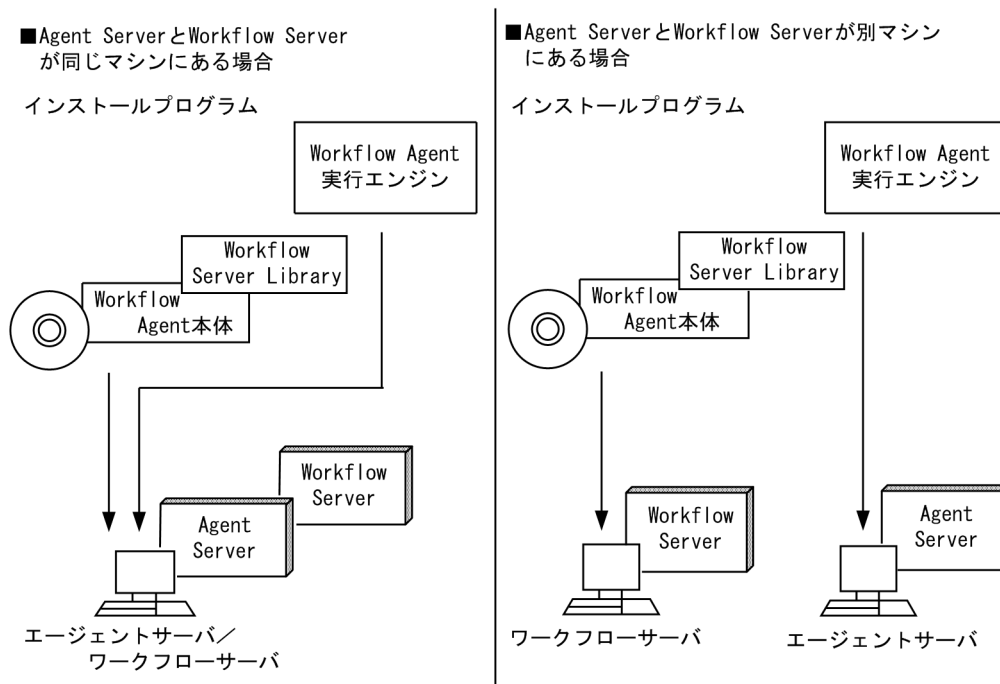 ■Agent ServerとWorkflow Server
が同じマシンにある場合
インストールプログラム
Workflow Agent
実行エンジン
Workflow
Server Library
Workflow
Agent本体
Workflow
Server
Agent
Server
エージェントサーバ／
ワークフローサーバ
■Agent ServerとWorkflow Serverが別マシン
にある場合
インストールプログラム
Workflow Agent
実行エンジン
Workflow
Server Library
Workflow
Agent本体
Workflow
Server
Agent
Server
ワークフローサーバ
エージェントサーバ